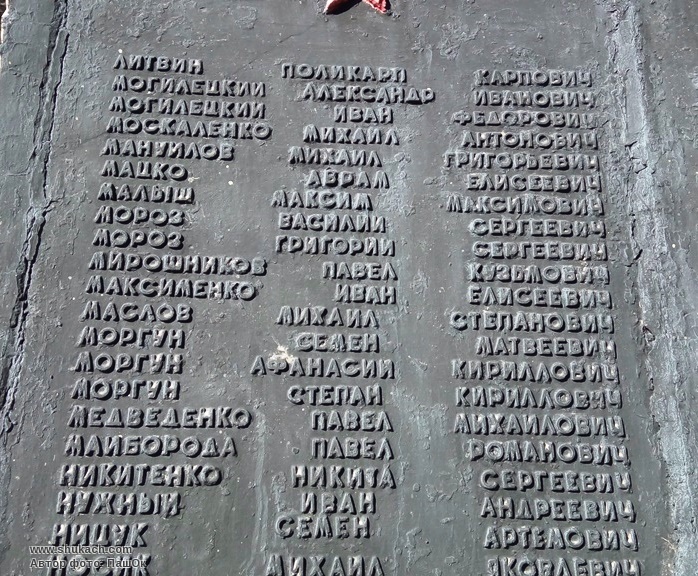 ЛИТВИН ПОЛИКАРП КАРПОВИЧ
МОГИЛЕЦКИЙ АЛЕКСАНДР ИВАНОВИЧ
МОГИЛЕЦКИЙ ИВАН ФЕДОРОВИЧ
МОСКАЛЕНКО МИХАИЛ АНТОНОВИЧ
МАНУИЛОВ МИХАИЛ ГРИГОРЬЕВИЧ
МАЦКО АВРАМ ЕЛИСЕЕВИЧ
МАЛЫШ МАКСИМ МАКСИМОВИЧ
МОРОЗ ВАСИЛИЙ СЕРГЕЕВИЧ
МОРОЗ ГРИГОРИЙ СЕРГЕЕВИЧ
МИРОШНИКОВ ПАВЕЛ КУЗЬМОВИЧ
МАКСИМЕНКО ИВАН ЕЛИСЕЕВИЧ
МАСЛОВ МИХАИЛ СТЕПАНОВИЧ
МОРГУН СЕМЕН МАТВЕЕВИЧ
МОРГУН АФАНАСИЙ КИРИЛЛОВИЧ
МОРГУН СТЕПАН КИРИЛЛОВИЧ
МЕДВЕДЕНКО ПАВЕЛ МИХАИЛОВИЧ
МАЙБОРОДА ПАВЕЛ РОМАНОВИЧ
НИКИТЕНКО НИКИТА СЕРГЕЕВИЧ
НУЖНЫЙ ИВАН АНДРЕЕВИЧ
НИЦУК СЕМЕН АРТЕМОВИЧ
НОСИК МИХАИЛ ЯКОВЛЕВИЧ
www.shukach.com
Автор фото: ПашОк